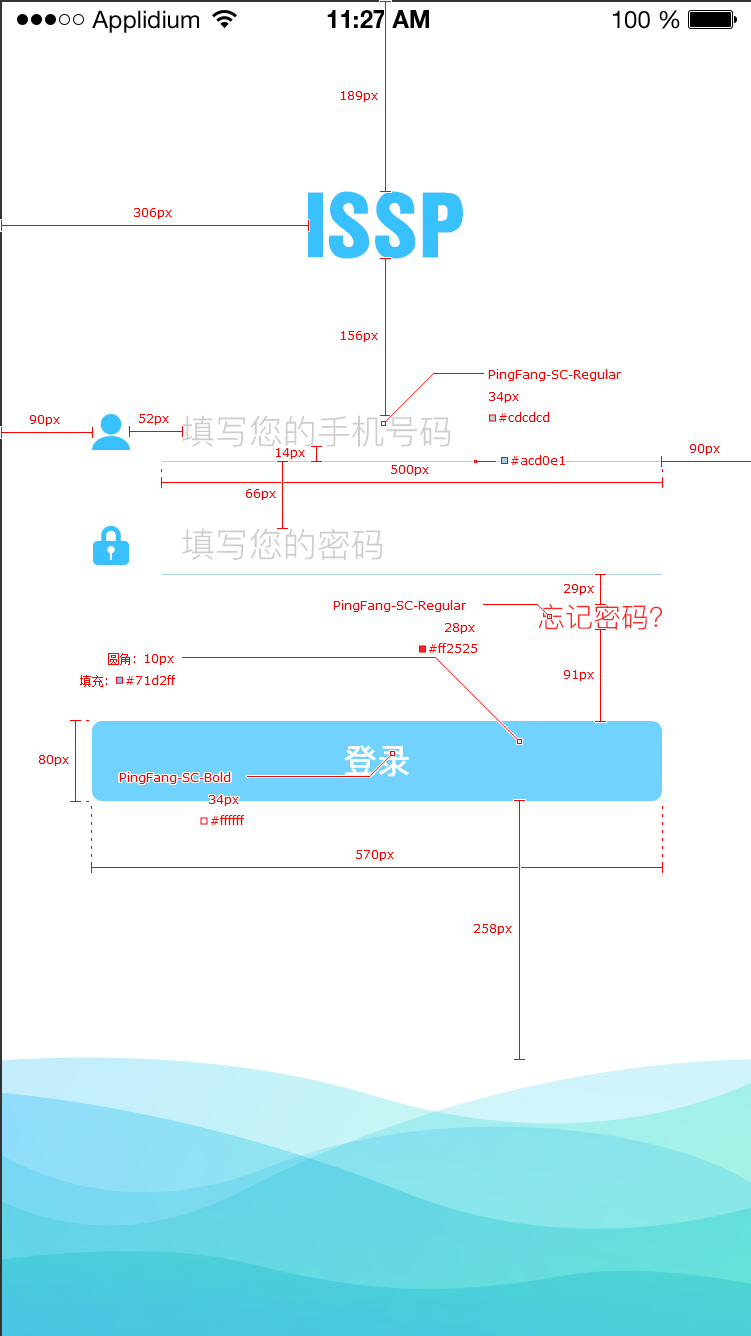 Applidium 11:27 AM 100 %
189px
306px
ISSP
156px
PingFang-SC-Regular
34px
#cdcdcd
90px
52px
填写您的手机号码
14px
#acd0e1
90px
500px
66px
填写您的密码
29px
PingFang-SC-Regular
忘记密码?
28px
#ff2525
圆角：10px
填充：#71d2ff
91px
80px
登录
PingFang-SC-Bold
34px
#ffffff
570px
258px